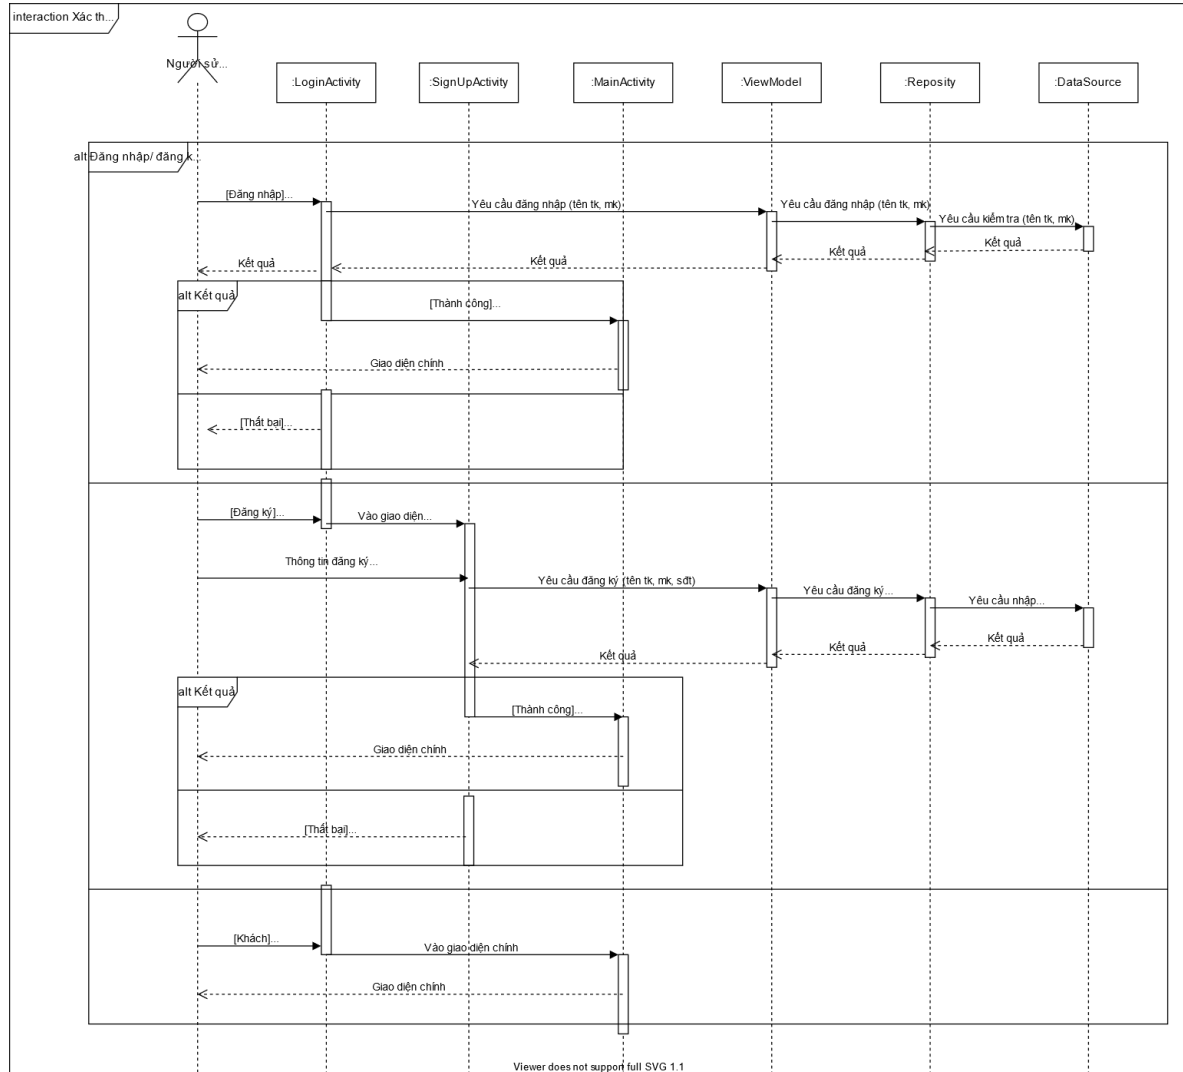 interaction Xác th...
Người sử...
:LoginActivity
:SignUpActivity
:MainActivity
:ViewModel
:Reposity
:DataSource
alt Đăng nhập/ đăng k...
[Đăng nhập]...
Yêu cầu đăng nhập (tên tk, mk)
Yêu cầu đăng nhập (tên tk, mk)
Yêu cầu kiểm tra (tên tk, mk)
Kết quả
Kết quả
Kết quả
Kết quả
alt Kết quả
[Thành công]...
Giao diện chính
[Thất bại]...
[Đăng ký]...
Vào giao diện...
Thông tin đăng ký...
Yêu cầu đăng ký (tên tk, mk, sđt)
Yêu cầu đăng ký...
Yêu cầu nhập...
Kết quả
Kết quả
Kết quả
alt Kết quả
[Thành công]...
Giao diện chính
[Thất bại]...
[Khách]...
Vào giao diện chính
Giao diện chính
Viewer does not support full SVG 1.1